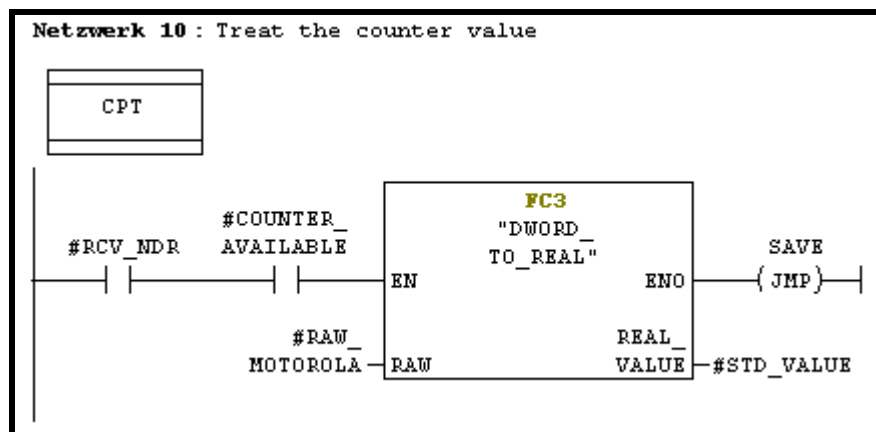 Netzwerk 10 : Treat the counter value
CPT
FC3
"DWORD_
TO_REAL"
#COUNTER_
AVAILABLE
#RCV_NDR
SAVE
EN
ENO
( JMP )
#RAW_
MOTOROLA
RAW
REAL_
VALUE
#STD_VALUE